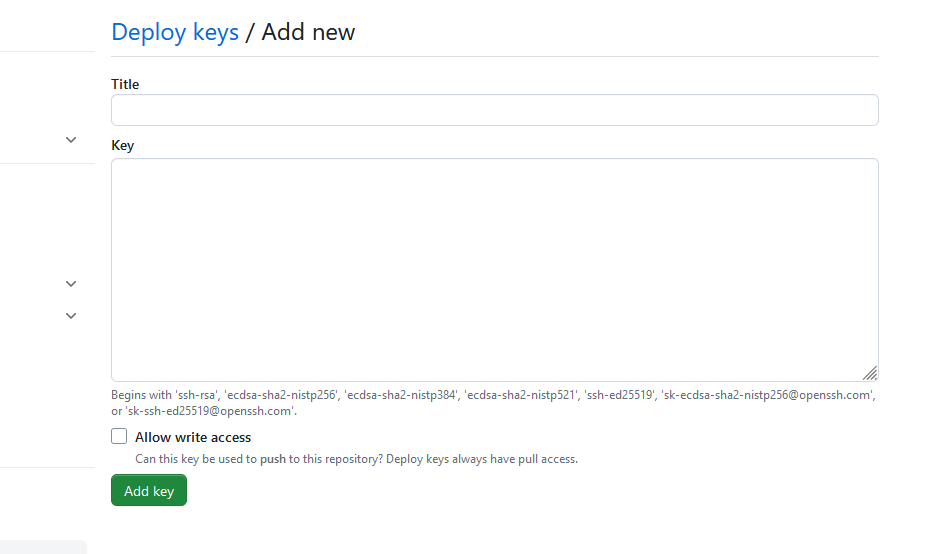 Deploy keys / Add new
Title
Key
Begins with 'ssh-rsa', 'ecdsa-sha2-nistp256', 'ecdsa-sha2-nistp384', 'ecdsa-sha2-nistp521', 'ssh-ed25519', 'sk-ecdsa-sha2-nistp256@openssh.com',
or 'sk-ssh-ed25519@openssh.com'.
Allow write access
Can this key be used to push to this repository? Deploy keys always have pull access.
Add key